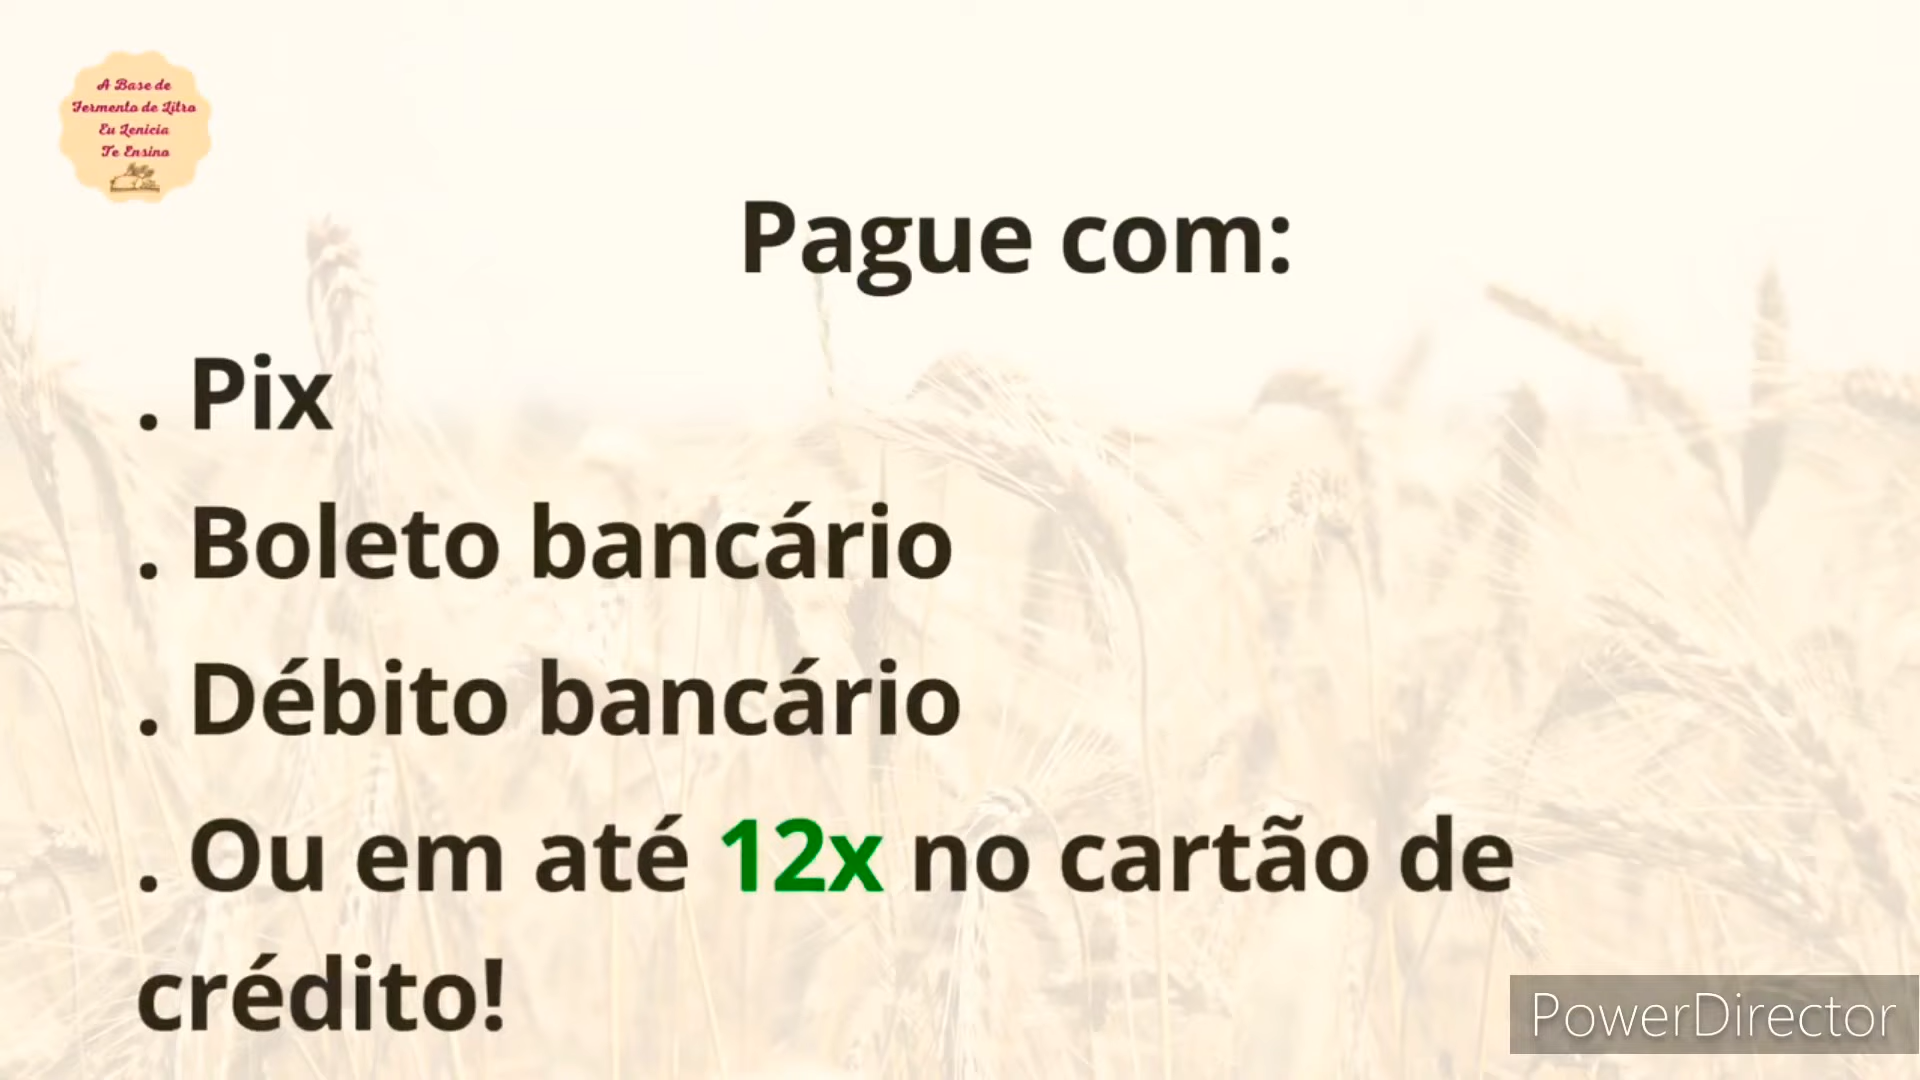 A Base de
Fermento de Litro
Eu Lenicia
Te Ensino
Pague com:
. Pix
. Boleto bancário
. Débito bancário
. Ou em até 12x no cartão de
crédito!
PowerDirector